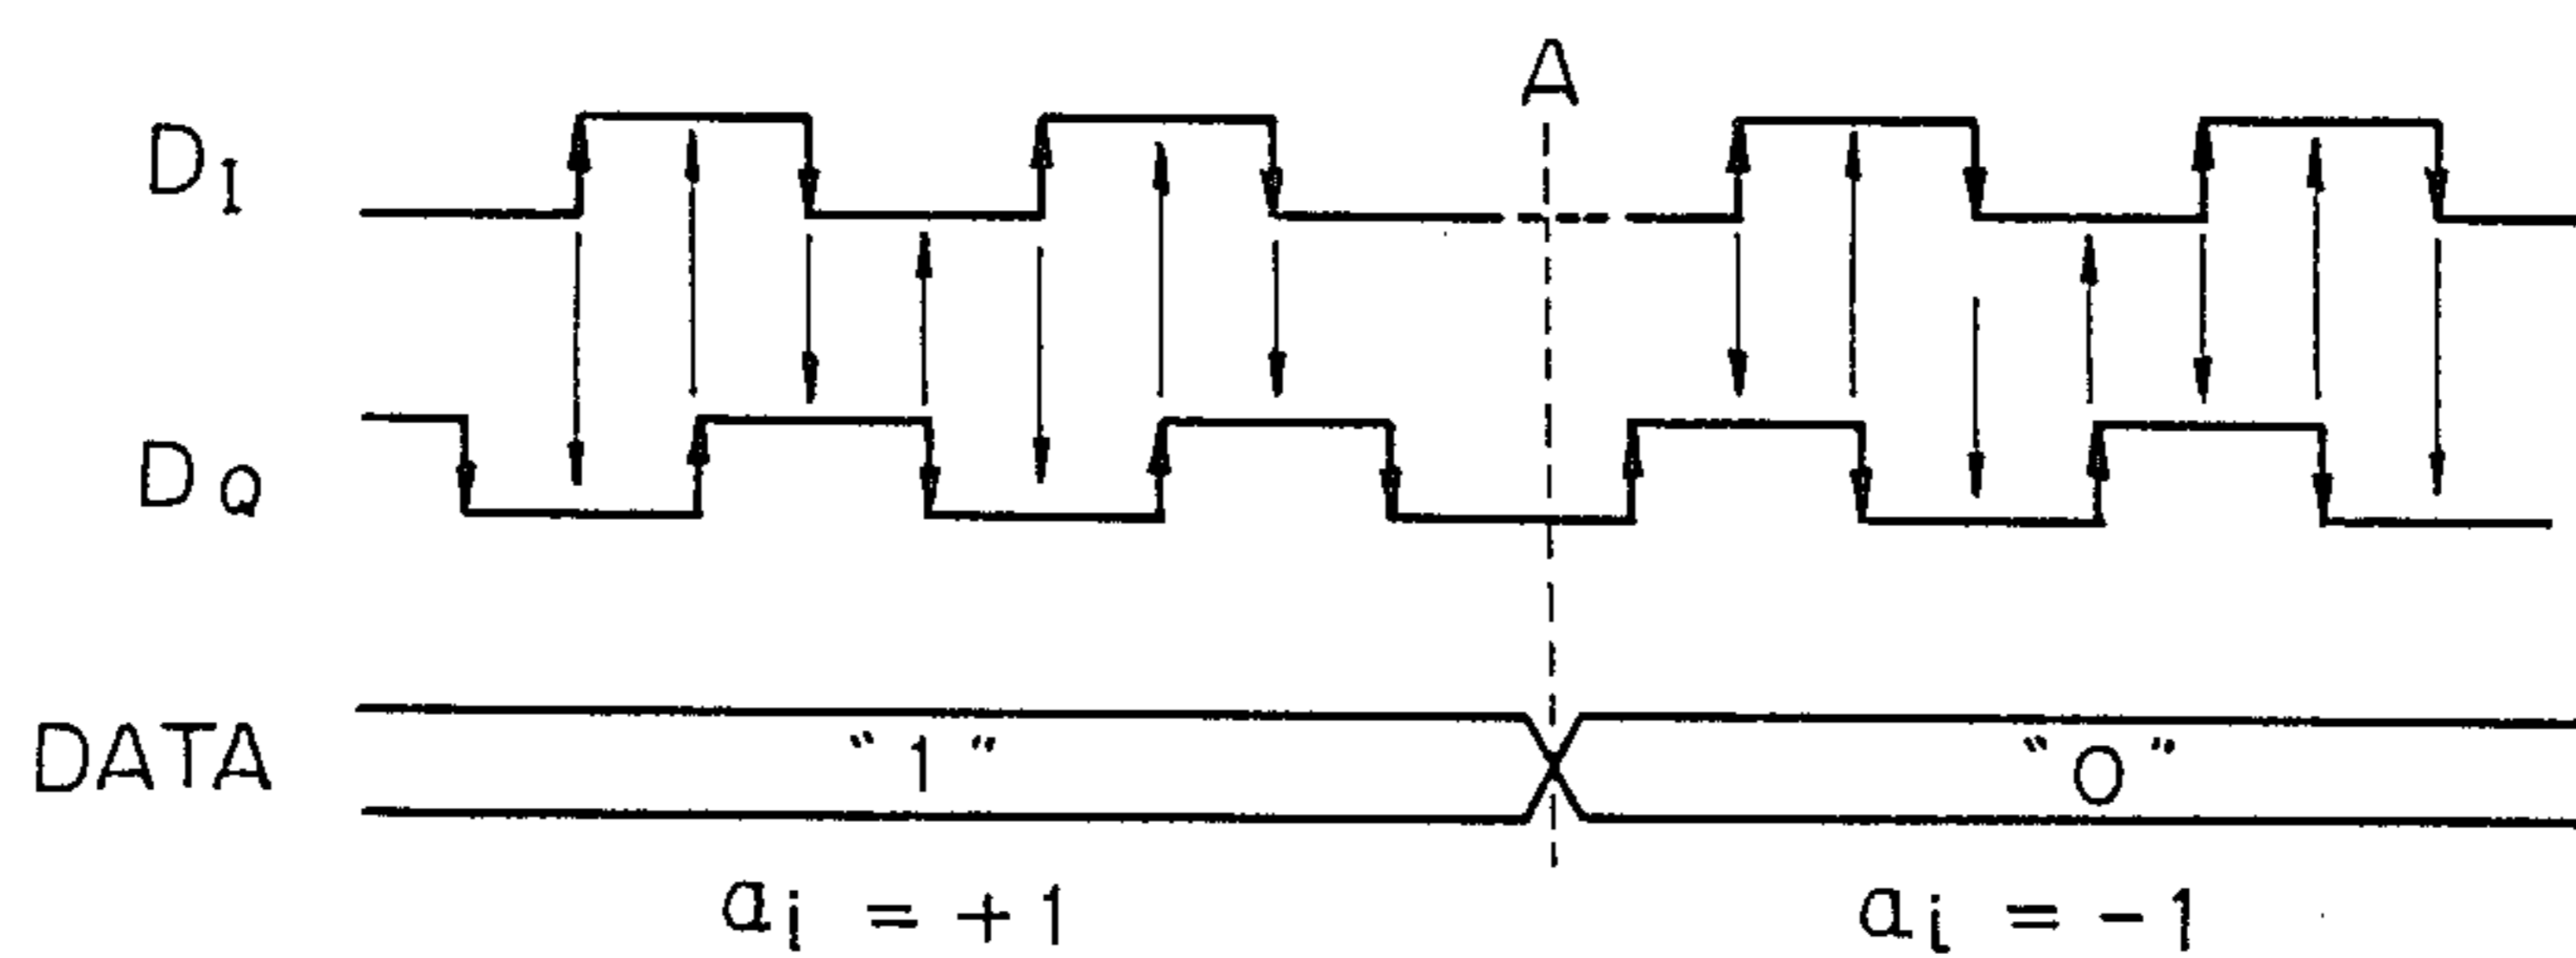 A
D_I
D_Q
DATA "1" "0"
a_i = +1 a_i = -1